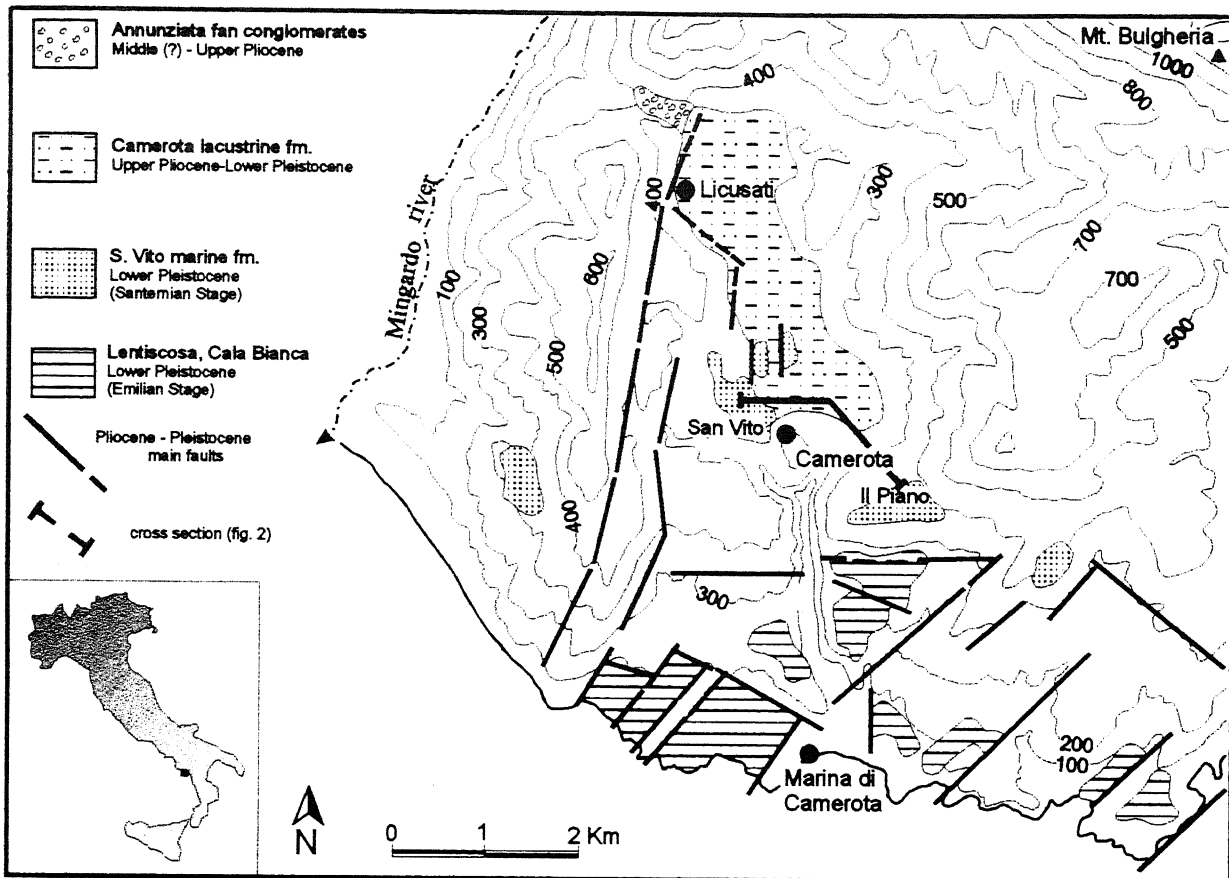 Annunziata fan conglomerates
Middle (?) - Upper Pliocene
Camerota lacustrine fm.
Upper Pliocene-Lower Pleistocene
S. Vito marine fm.
Lower Pleistocene
(Santernian Stage)
Lentiscosa, Cala Bianca
Lower Pleistocene
(Emilian Stage)
Pliocene - Pleistocene
main faults
cross section (fig. 2)
Mingardo river
Mt. Bulgheria
1000
800
400
300
500
700
700
500
400
Licusati
600
100
300
500
400
San Vito
Camerota
Il Piano
300
200
100
Marina di
Camerota
N
0 1 2 Km